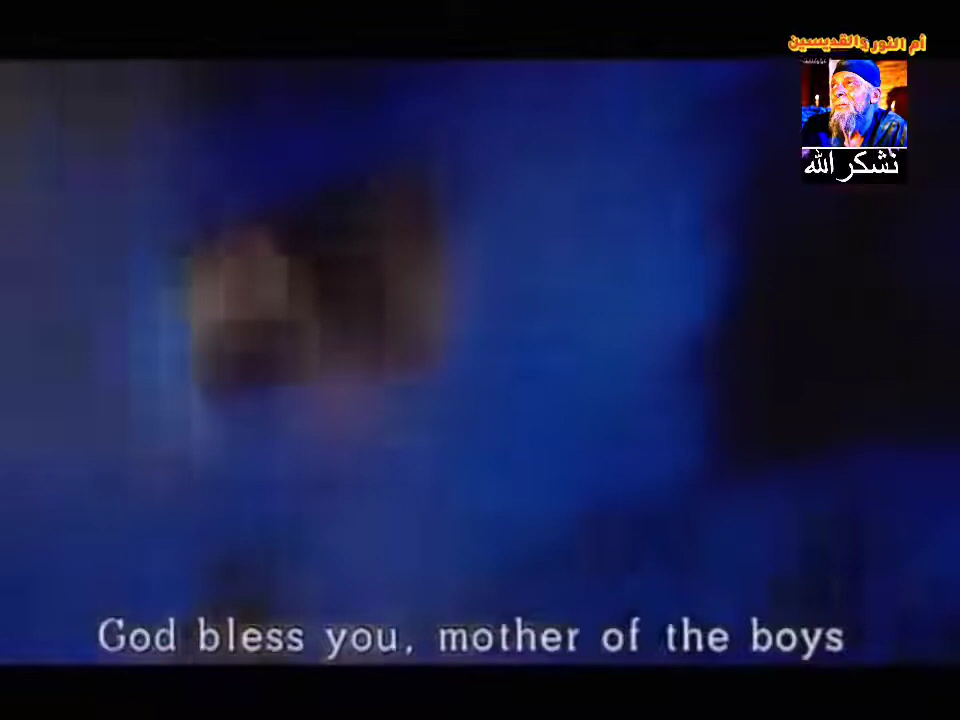 أم النور والقديسين
نشكر الله
God bless you, mother of the boys